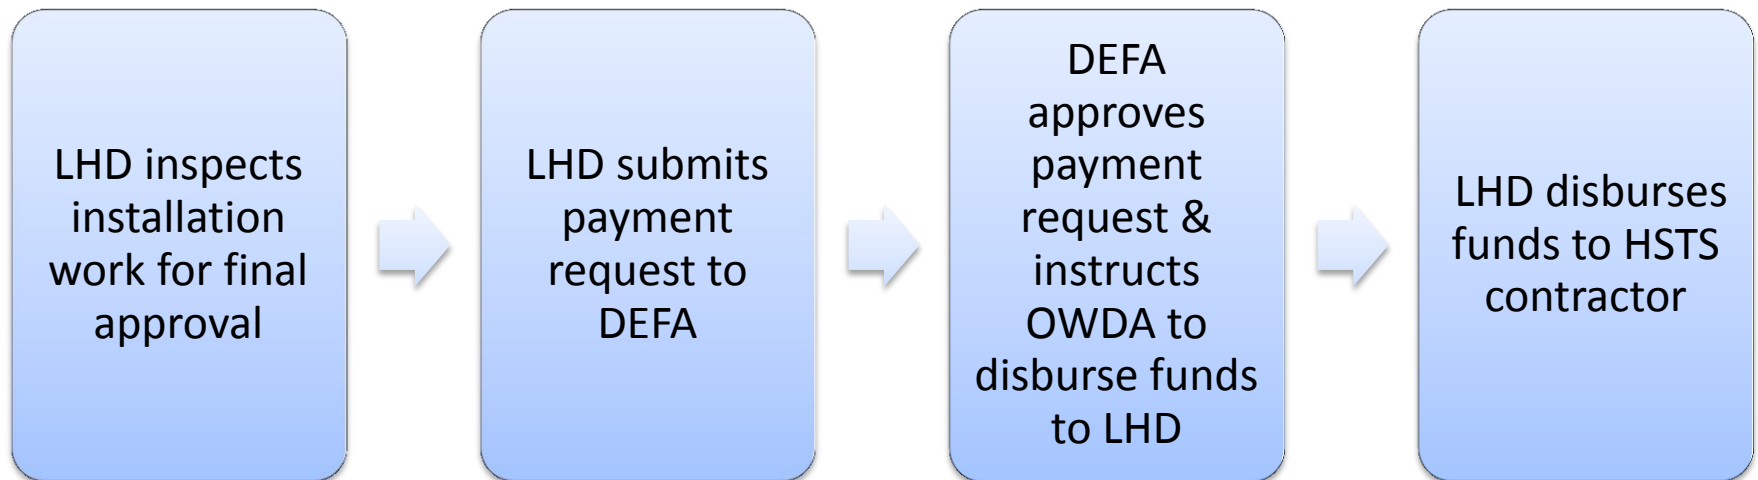 LHD inspects
installation
work for final
approval
LHD submits
payment
request to
DEFA
DEFA
approves
payment
request &
instructs
OWDA to
disburse funds
to LHD
LHD disburses
funds to HSTS
contractor